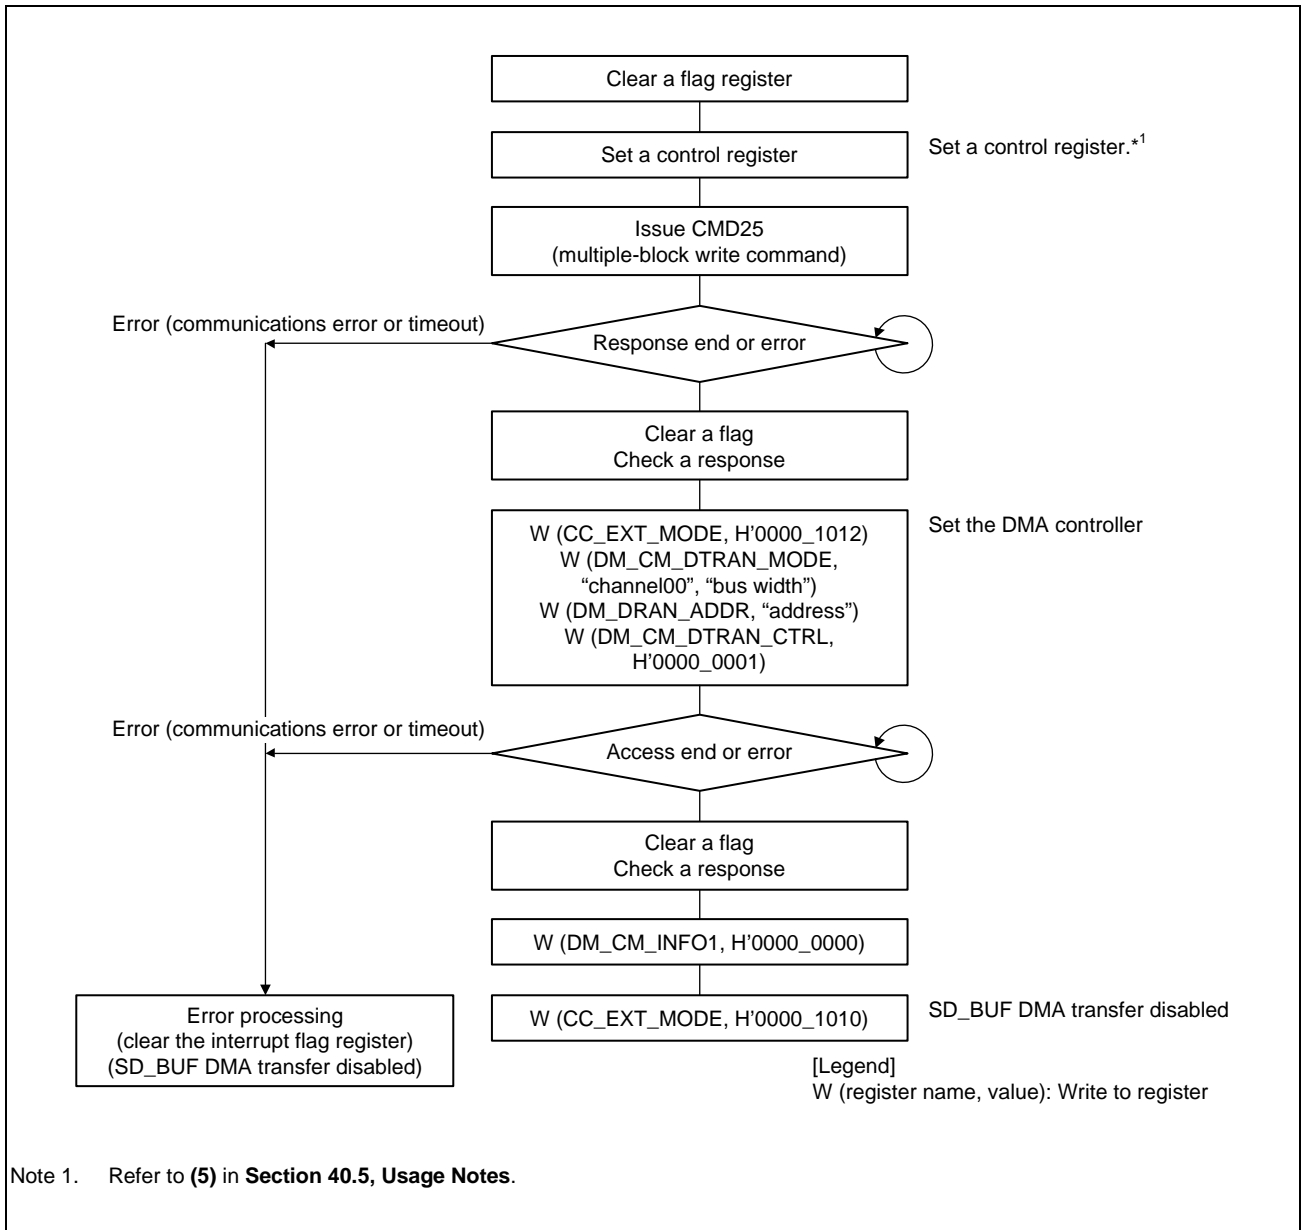 Clear a flag register
Set a control register
Set a control register.*1
Issue CMD25
(multiple-block write command)
Error (communications error or timeout)
Response end or error
Clear a flag
Check a response
W (CC_EXT_MODE, H'0000_1012)
W (DM_CM_DTRAN_MODE,
“channel00”, “bus width”)
W (DM_DRAN_ADDR, “address”)
W (DM_CM_DTRAN_CTRL,
H'0000_0001)
Set the DMA controller
Error (communications error or timeout)
Access end or error
Clear a flag
Check a response
W (DM_CM_INFO1, H'0000_0000)
Error processing
(clear the interrupt flag register)
(SD_BUF DMA transfer disabled)
W (CC_EXT_MODE, H'0000_1010)
SD_BUF DMA transfer disabled
[Legend]
W (register name, value): Write to register
Note 1. Refer to (5) in Section 40.5, Usage Notes.